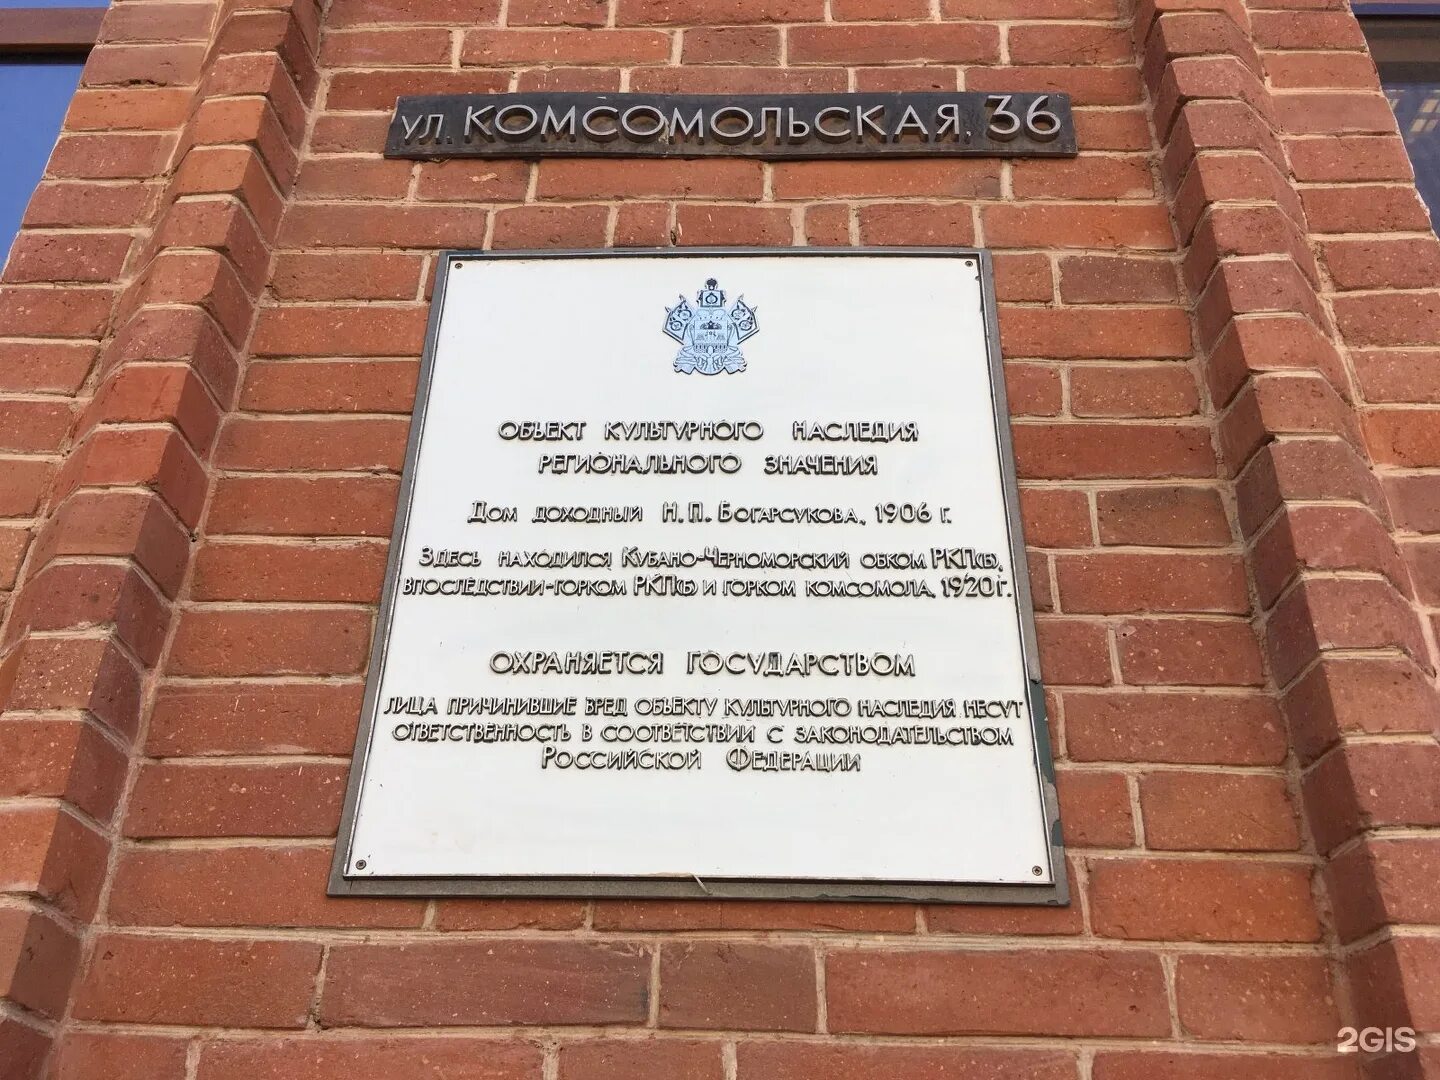 УЛ. КОМСОМОЛЬСКАЯ, 36
ОБЪЕКТ КУЛЬТУРНОГО НАСЛЕДИЯ
РЕГИОНАЛЬНОГО ЗНАЧЕНИЯ
ДОМ ДОХОДНЫЙ Н.П. БОГАРСУКОВА, 1906 Г.
ЗДЕСЬ НАХОДИЛСЯ КУБАНО-ЧЕРНОМОРСКИЙ ОБКОМ РКП(Б),
ВПОСЛЕДСТВИИ-ГОРКОМ РКП(Б) И ГОРКОМ КОМСОМОЛА, 1920 Г.
ОХРАНЯЕТСЯ ГОСУДАРСТВОМ
ЛИЦА ПРИЧИНИВШИЕ ВРЕД ОБЪЕКТУ КУЛЬТУРНОГО НАСЛЕДИЯ НЕСУТ
ОТВЕТСТВЕННОСТЬ В СООТВЕТСТВИИ С ЗАКОНОДАТЕЛЬСТВОМ
РОССИЙСКОЙ ФЕДЕРАЦИИ
2GIS